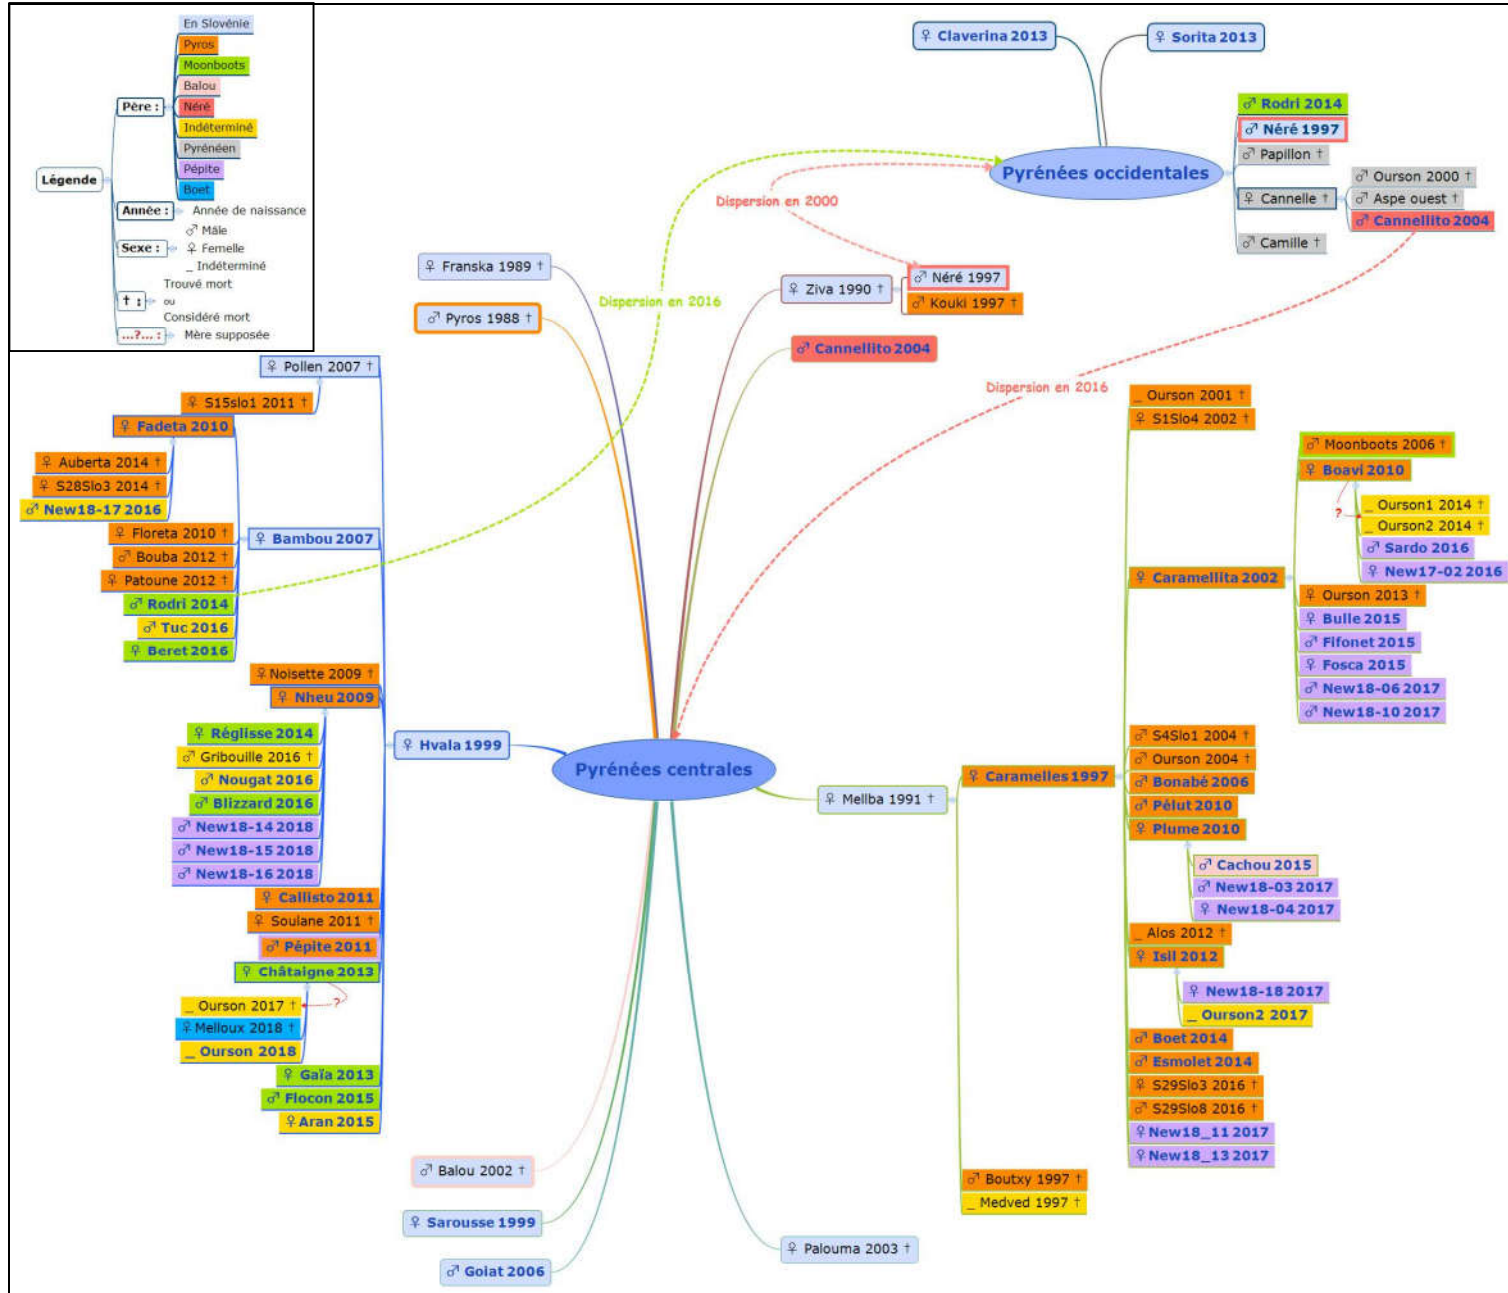 En Slovénie
Pyros
Moonboots
Balou
Père :
Néré
Indéterminé
Pyrénéen
Pépite
Boet
Légende
Année :
Année de naissance
♂ Mâle
Sexe :
♀ Femelle
_ Indéterminé
Trouvé mort
† :
ou
Considéré mort
...?... :
Mère supposée
♀ Claverina 2013
♀ Sorita 2013
Pyrénées occidentales
♂ Rodri 2014
♂ Néré 1997
♂ Papillon †
♀ Cannelle †
♂ Ourson 2000 †
♂ Aspe ouest †
♂ Cannellito 2004
♂ Camille †
Dispersion en 2000
Dispersion en 2016
Dispersion en 2016
♀ Franska 1989 †
♂ Pyros 1988 †
♀ Ziva 1990 †
♂ Néré 1997
♂ Kouki 1997 †
♂ Cannellito 2004
♀ Pollen 2007 †
♀ S15slo1 2011 †
♀ Fadeta 2010
♀ Auberta 2014 †
♀ S28Slo3 2014 †
♂ New18-17 2016
♀ Floreta 2010 †
♀ Bambou 2007
♂ Bouba 2012 †
♀ Patoune 2012 †
♂ Rodri 2014
♂ Tuc 2016
♀ Beret 2016
♀ Noisette 2009 †
♀ Nheu 2009
♀ Réglisse 2014
♂ Gribouille 2016 †
♂ Nougat 2016
♂ Blizzard 2016
♂ New18-14 2018
♂ New18-15 2018
♂ New18-16 2018
♀ Hvala 1999
♀ Callisto 2011
♀ Soulane 2011 †
♂ Pépite 2011
♀ Châtaigne 2013
_ Ourson 2017 †
?
♀ Melloux 2018 †
_ Ourson 2018
♀ Gaïa 2013
♂ Flocon 2015
♀ Aran 2015
Pyrénées centrales
♀ Mellba 1991 †
♀ Caramelles 1997
_ Ourson 2001 †
♀ S1Slo4 2002 †
♀ Caramellita 2002
♂ Moonboots 2006 †
♀ Boavi 2010
?
_ Ourson1 2014 †
_ Ourson2 2014 †
♂ Sardo 2016
♀ New17-02 2016
♀ Ourson 2013 †
♀ Bulle 2015
♂ Fifonet 2015
♀ Fosca 2015
♂ New18-06 2017
♂ New18-10 2017
♂ S4Slo1 2004 †
♂ Ourson 2004 †
♂ Bonabé 2006
♂ Pélut 2010
♀ Plume 2010
♂ Cachou 2015
♂ New18-03 2017
♀ New18-04 2017
_ Alos 2012 †
♀ Isil 2012
♀ New18-18 2017
_ Ourson2 2017
♂ Boet 2014
♂ Esmolet 2014
♀ S29Slo3 2016 †
♂ S29Slo8 2016 †
♀ New18_11 2017
♀ New18_13 2017
♂ Boutxy 1997 †
_ Medved 1997 †
♂ Balou 2002 †
♀ Sarousse 1999
♂ Goiat 2006
♀ Palouma 2003 †